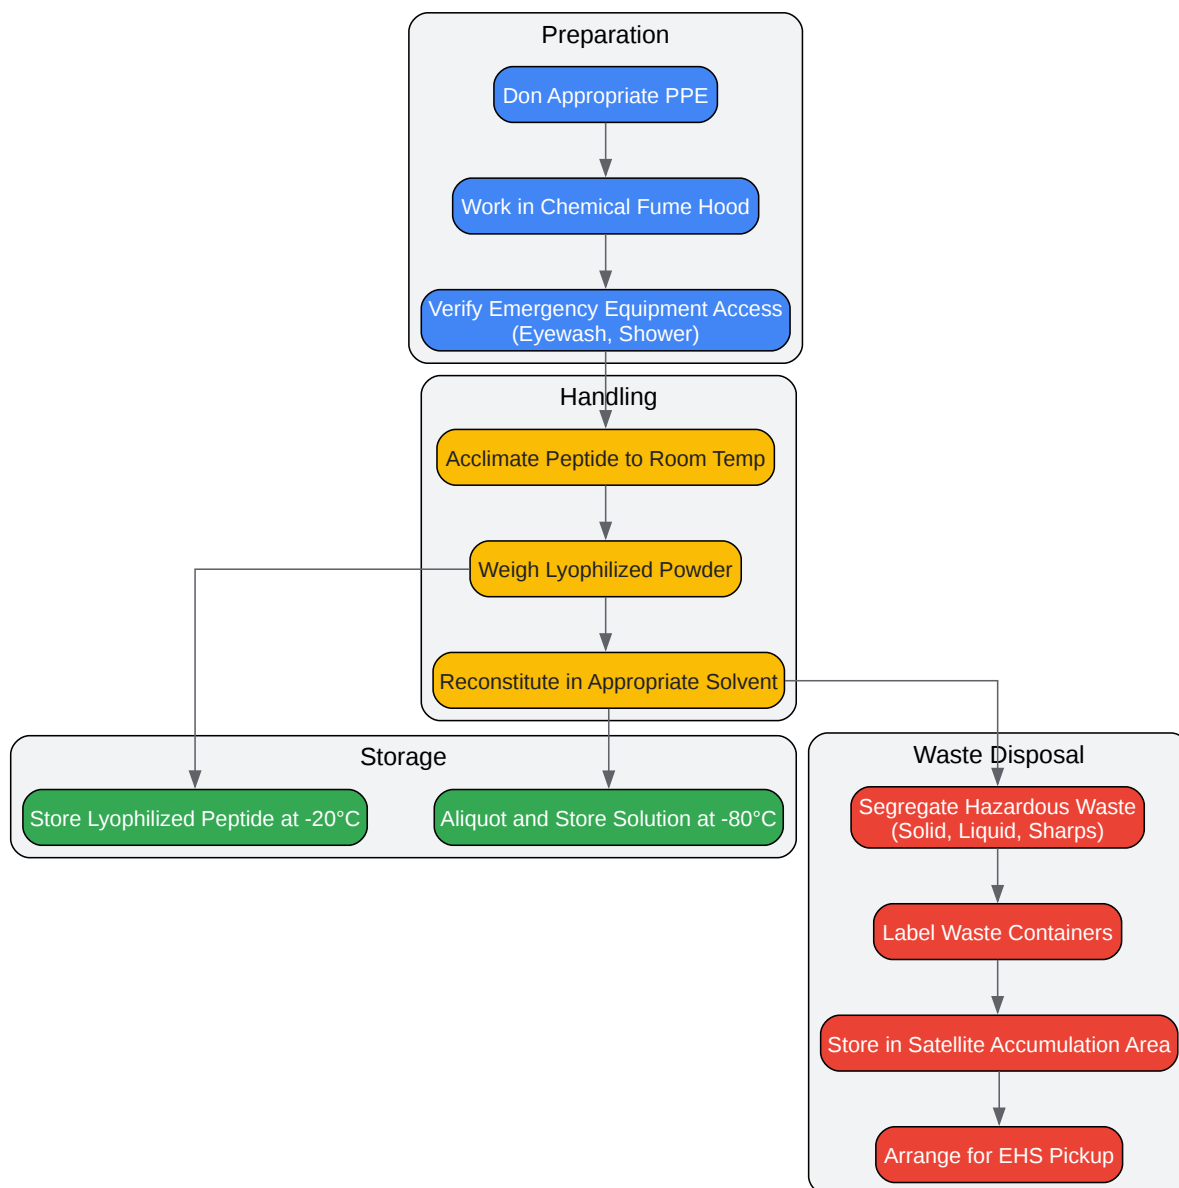 Preparation
Don Appropriate PPE
Work in Chemical Fume Hood
Verify Emergency Equipment Access
(Eyewash, Shower)
Handling
Acclimate Peptide to Room Temp
Weigh Lyophilized Powder
Reconstitute in Appropriate Solvent
Storage
Store Lyophilized Peptide at -20°C
Aliquot and Store Solution at -80°C
Waste Disposal
Segregate Hazardous Waste
(Solid, Liquid, Sharps)
Label Waste Containers
Store in Satellite Accumulation Area
Arrange for EHS Pickup